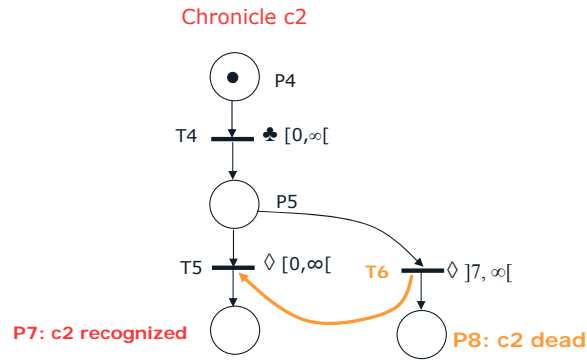 Chronicle c2
P4
T4 ♣ [0,∞[
P5
T5 ◊ [0,∞[
T6 ◊ ]7, ∞[
P7: c2 recognized
P8: c2 dead